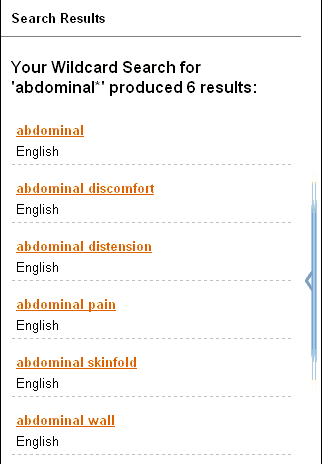 Search Results
Your Wildcard Search for
'abdominal*' produced 6 results:
abdominal
English
abdominal discomfort
English
abdominal distension
English
abdominal pain
English
abdominal skinfold
English
abdominal wall
English